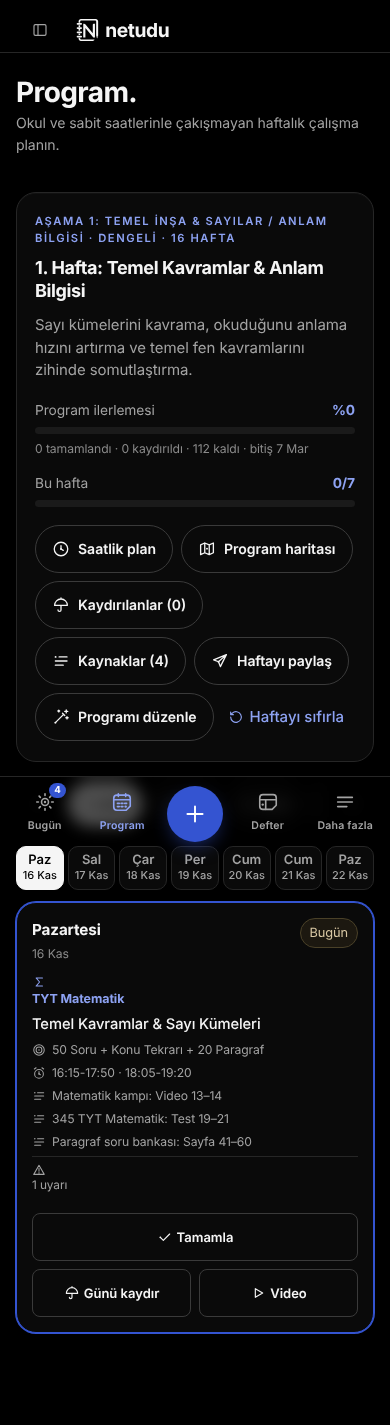 netudu
Program.
Okul ve sabit saatlerinle çakışmayan haftalık çalışma
planın.
AŞAMA 1: TEMEL İNŞA & SAYILAR / ANLAM
BİLGİSİ · DENGELİ · 16 HAFTA
1. Hafta: Temel Kavramlar & Anlam
Bilgisi
Sayı kümelerini kavrama, okuduğunu anlama
hızını artırma ve temel fen kavramlarını
zihinde somutlaştırma.
Program ilerlemesi %0
0 tamamlandı · 0 kaydırıldı · 112 kaldı · bitiş 7 Mar
Bu hafta 0/7
Saatlik plan Program haritası
Kaydırılanlar (0)
Kaynaklar (4) Haftayı paylaş
Programı düzenle Haftayı sıfırla
4
Bugün Program Defter Daha fazla
Paz Sal Çar Per Cum Cum Paz
16 Kas 17 Kas 18 Kas 19 Kas 20 Kas 21 Kas 22 Kas
Pazartesi Bugün
16 Kas
TYT Matematik
Temel Kavramlar & Sayı Kümeleri
50 Soru + Konu Tekrarı + 20 Paragraf
16:15-17:50 · 18:05-19:20
Matematik kampı: Video 13–14
345 TYT Matematik: Test 19–21
Paragraf soru bankası: Sayfa 41–60
1 uyarı
Tamamla
Günü kaydır Video